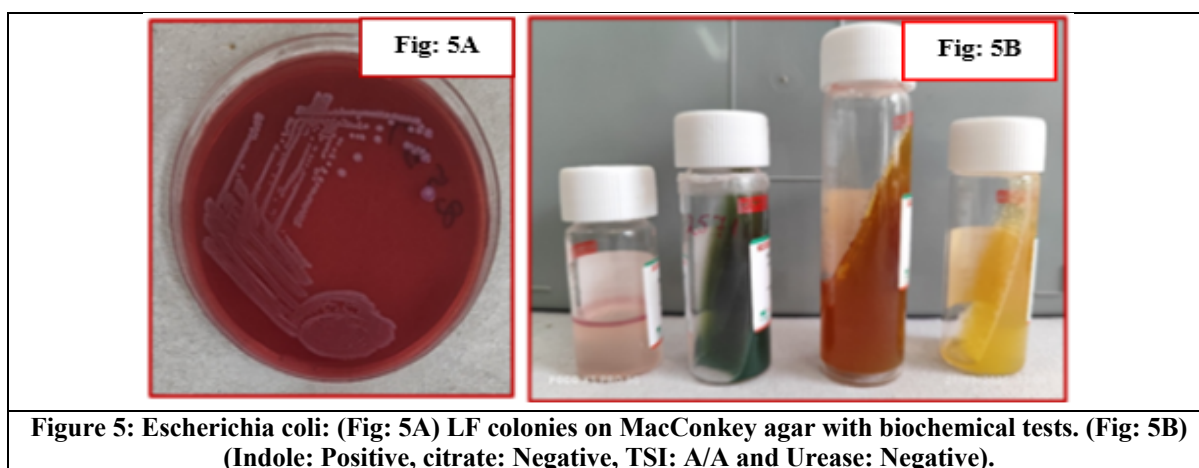 Fig: 5A
Fig: 5B
Figure 5: Escherichia coli: (Fig: 5A) LF colonies on MacConkey agar with biochemical tests. (Fig: 5B)
(Indole: Positive, citrate: Negative, TSI: A/A and Urease: Negative).